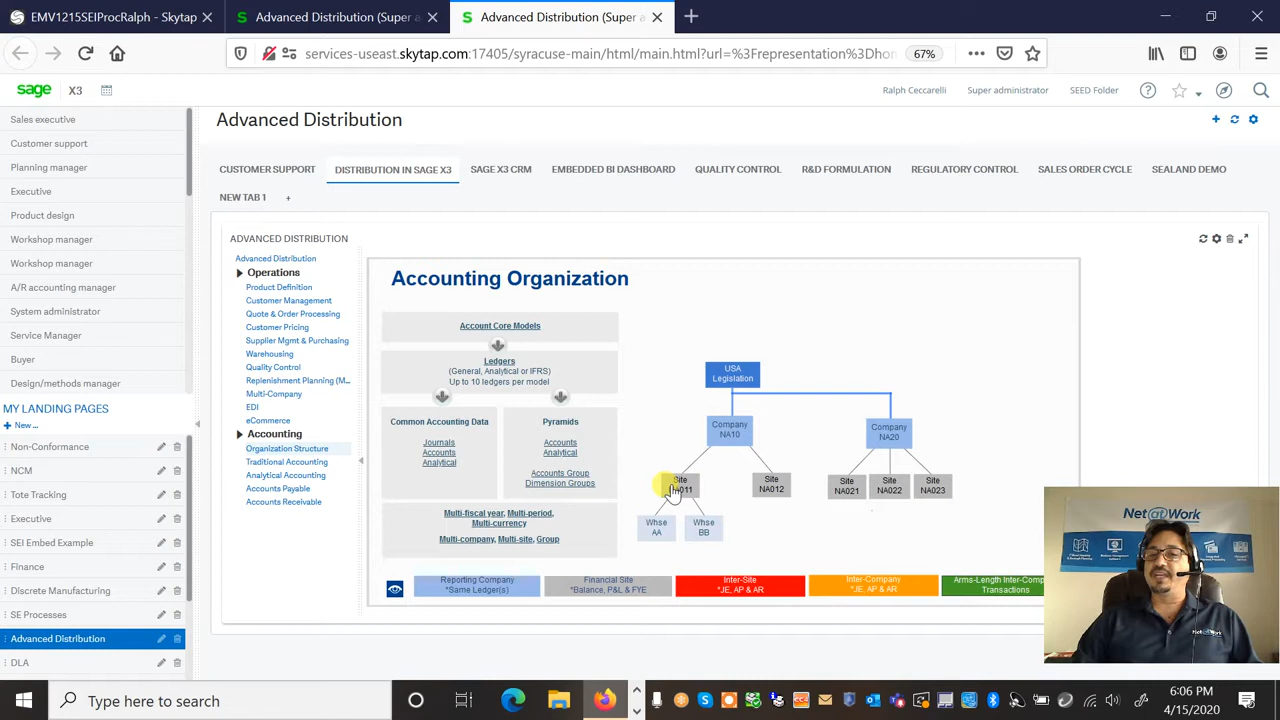 EMV1215SEIProcRalph - Skytap
Advanced Distribution (Super a
Advanced Distribution (Super a
services-useast.skytap.com:17405/syracuse-main/html/main.html?url=%3Frepresentation%3Dhon
67%
sage X3
Ralph Ceccarelli Super administrator SEED Folder
Sales executive
Customer support
Planning manager
Executive
Product design
Workshop manager
Workshop manager
A/R accounting manager
System administrator
Service Manager
Buyer
Design/methods manager
MY LANDING PAGES
New ...
Non-Conformance
NCM
Tote Tracking
Executive
SEI Embed Example
Finance
Discrete Manufacturing
SE Processes
Advanced Distribution
DLA
Advanced Distribution
CUSTOMER SUPPORT DISTRIBUTION IN SAGE X3 SAGE X3 CRM EMBEDDED BI DASHBOARD QUALITY CONTROL R&D FORMULATION REGULATORY CONTROL SALES ORDER CYCLE SEALAND DEMO
NEW TAB 1 +
ADVANCED DISTRIBUTION
Advanced Distribution
Operations
Product Definition
Customer Management
Quote & Order Processing
Customer Pricing
Supplier Mgmt & Purchasing
Warehousing
Quality Control
Replenishment Planning (M...
Multi-Company
EDI
eCommerce
Accounting
Organization Structure
Traditional Accounting
Analytical Accounting
Accounts Payable
Accounts Receivable
Accounting Organization
Account Core Models
Ledgers
(General, Analytical or IFRS)
Up to 10 ledgers per model
Common Accounting Data
Journals
Accounts
Analytical
Pyramids
Accounts
Analytical
Accounts Group
Dimension Groups
Multi-fiscal year, Multi-period,
Multi-currency
Multi-company, Multi-site, Group
USA
Legislation
Company
NA10
Company
NA20
Site
Site
NA012
Site
NA021
Site
NA022
Site
NA023
Whse
AA
Whse
BB
Reporting Company
*Same Ledger(s)
Financial Site
*Balance, P&L & FYE
Inter-Site
*JE, AP & AR
Inter-Company
*JE, AP & AR
Arms-Length Inter-Comp
Transactions
Net@Work
Net@Work
Type here to search
6:06 PM
4/15/2020